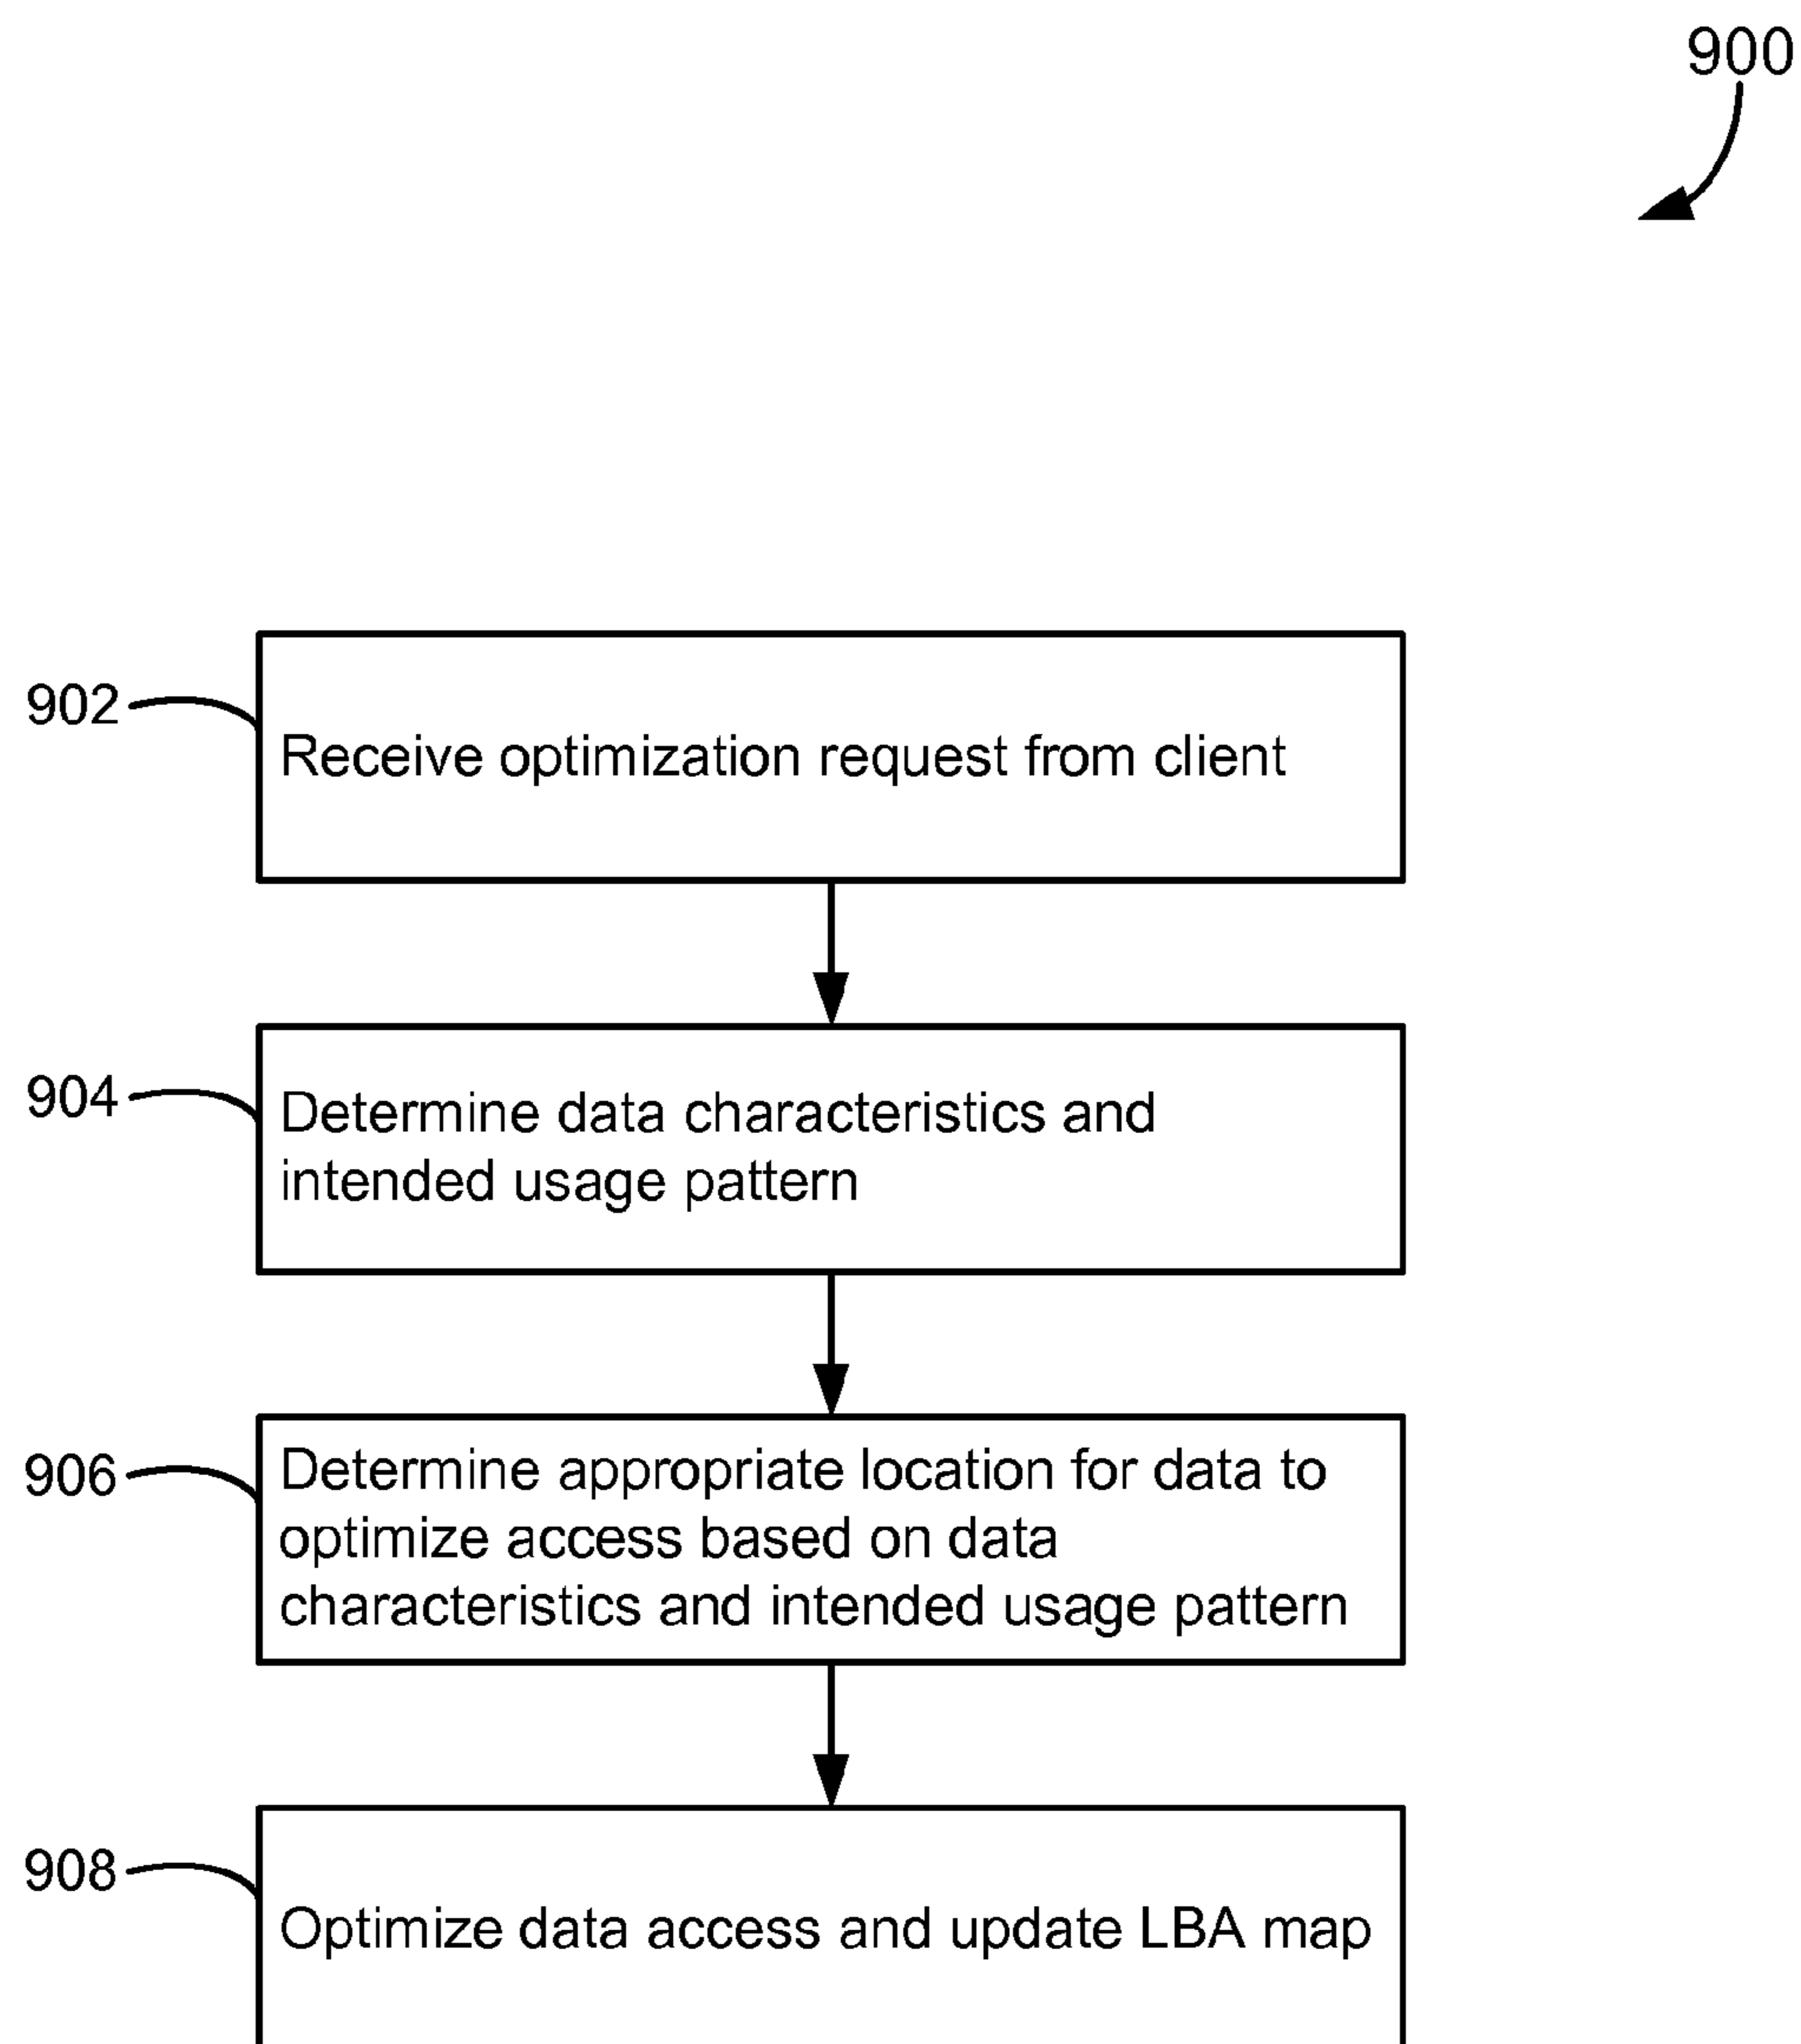 900
902
Receive optimization request from client
904
Determine data characteristics and
intended usage pattern
906
Determine appropriate location for data to
optimize access based on data
characteristics and intended usage pattern
908
Optimize data access and update LBA map